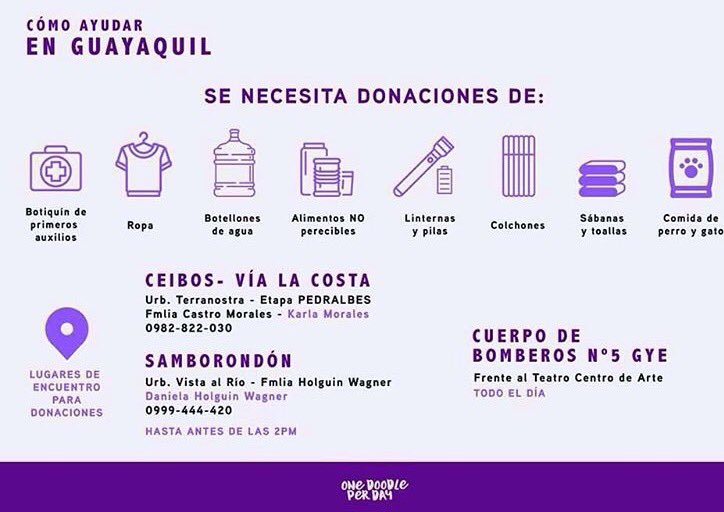 CÓMO AYUDAR
EN GUAYAQUIL
SE NECESITA DONACIONES DE:
Botiquín de
primeros
auxilios
Ropa
Botellones
de agua
Alimentos NO
perecibles
Linternas
y pilas
Colchones
Sábanas
y toallas
Comida de
perro y gato
LUGARES DE
ENCUENTRO
PARA
DONACIONES
CEIBOS- VÍA LA COSTA
Urb. Terranostra - Etapa PEDRALBES
Fmlia Castro Morales - Karla Morales
0982-822-030
SAMBORONDÓN
Urb. Vista al Río - Fmlia Holguin Wagner
Daniela Holguin Wagner
0999-444-420
HASTA ANTES DE LAS 2PM
CUERPO DE
BOMBEROS Nº5 GYE
Frente al Teatro Centro de Arte
TODO EL DÍA
ONE DOODLE
PER DAY